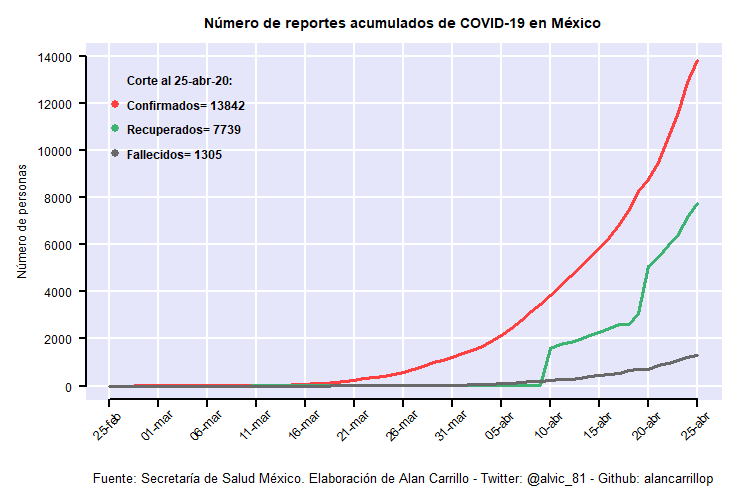 Número de reportes acumulados de COVID-19 en México
Corte al 25-abr-20:
Confirmados= 13842
Recuperados= 7739
Fallecidos= 1305
Número de personas
14000
12000
10000
8000
6000
4000
2000
0
25-feb
01-mar
06-mar
11-mar
16-mar
21-mar
26-mar
31-mar
05-abr
10-abr
15-abr
20-abr
25-abr
Fuente: Secretaría de Salud México. Elaboración de Alan Carrillo - Twitter: @alvic_81 - Github: alancarrillop